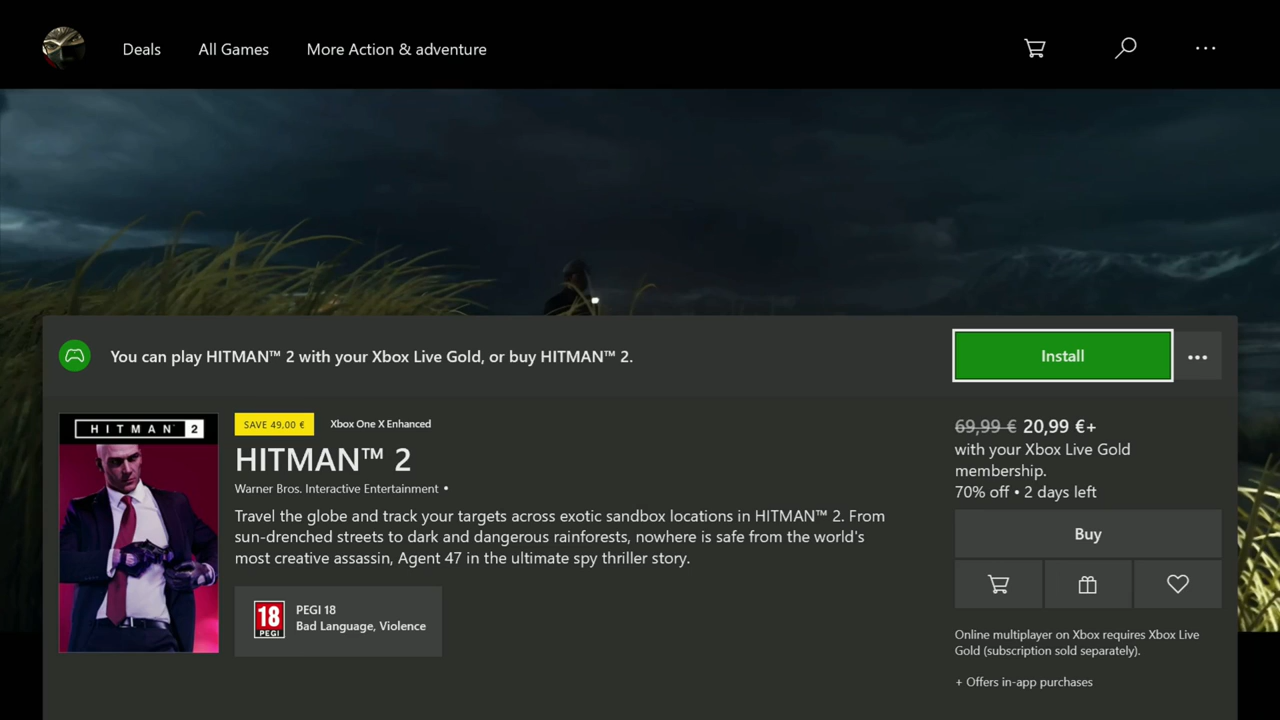 Deals
All Games
More Action & adventure
You can play HITMAN™ 2 with your Xbox Live Gold, or buy HITMAN™ 2.
Install
HITMAN 2
SAVE 49,00 €
Xbox One X Enhanced
HITMAN™ 2
Warner Bros. Interactive Entertainment •
Travel the globe and track your targets across exotic sandbox locations in HITMAN™ 2. From
sun-drenched streets to dark and dangerous rainforests, nowhere is safe from the world's
most creative assassin, Agent 47 in the ultimate spy thriller story.
18
PEGI
PEGI 18
Bad Language, Violence
69,99 € 20,99 €+
with your Xbox Live Gold
membership.
70% off • 2 days left
Buy
Online multiplayer on Xbox requires Xbox Live
Gold (subscription sold separately).
+ Offers in-app purchases